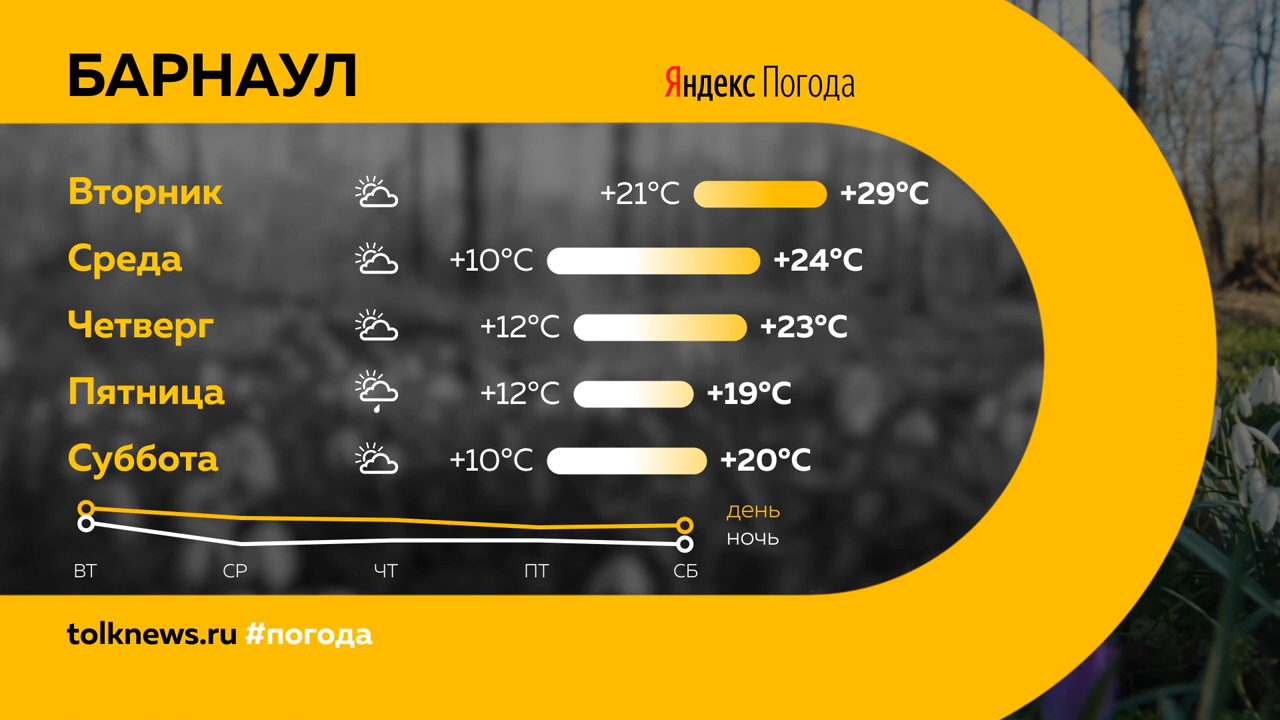 БАРНАУЛ
Яндекс Погода
Вторник +21°C +29°C
Среда +10°C +24°C
Четверг +12°C +23°C
Пятница +12°C +19°C
Суббота +10°C +20°C
день
ночь
ВТ СР ЧТ ПТ СБ
tolknews.ru #погода